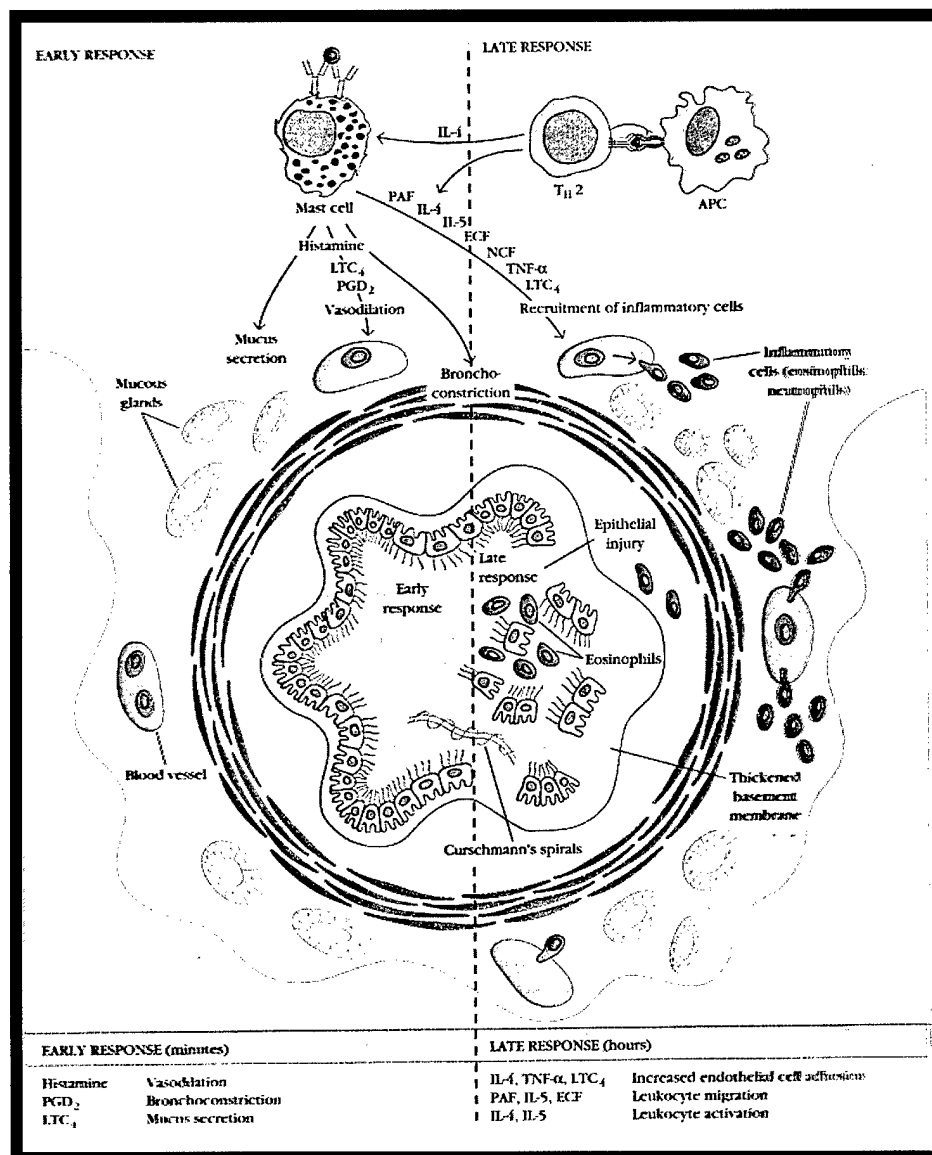 EARLY RESPONSE
LATE RESPONSE
IL-4
T_H 2
APC
Mast cell
PAF
IL-4
IL-5
ECF
NCF
TNF-α
LTC₄
Histamine
LTC₄
PGD₂
Vasodilation
Recruitment of inflammatory cells
Mucus
secretion
Broncho-
constriction
Inflammatory
cells (eosinophils,
neutrophils)
Mucous
glands
Epithelial
injury
Late
response
Early
response
Eosinophils
Blood vessel
Thickened
basement
membrane
Curschmann's spirals
EARLY RESPONSE (minutes)
Histamine Vasodilation
PGD₂ Bronchoconstriction
LTC₄ Mucus secretion
LATE RESPONSE (hours)
IL-4, TNF-α, LTC₄ Increased endothelial cell adhesion
PAF, IL-5, ECF Leukocyte migration
IL-4, IL-5 Leukocyte activation